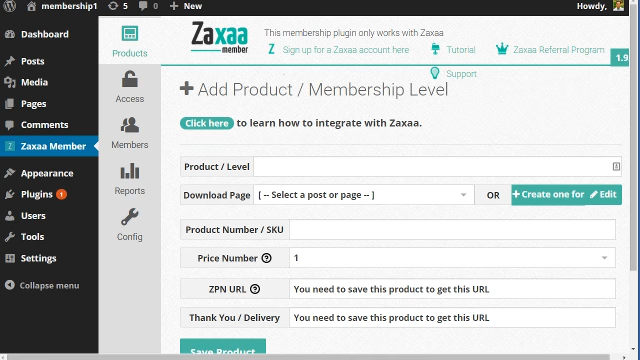 membership1 5 0 New Howdy,
Dashboard
Posts
Media
Pages
Comments
Zaxaa Member
Appearance
Plugins 1
Users
Tools
Settings
Collapse menu
Products
Access
Members
Reports
Config
Zaxaa
member
This membership plugin only works with Zaxaa
Sign up for a Zaxaa account here Tutorial Zaxaa Referral Program
Support
1.9
Add Product / Membership Level
Click here to learn how to integrate with Zaxaa.
Product / Level
Download Page [ -- Select a post or page -- ] OR Create one for Edit
Product Number / SKU
Price Number 1
ZPN URL You need to save this product to get this URL
Thank You / Delivery You need to save this product to get this URL
Save Product